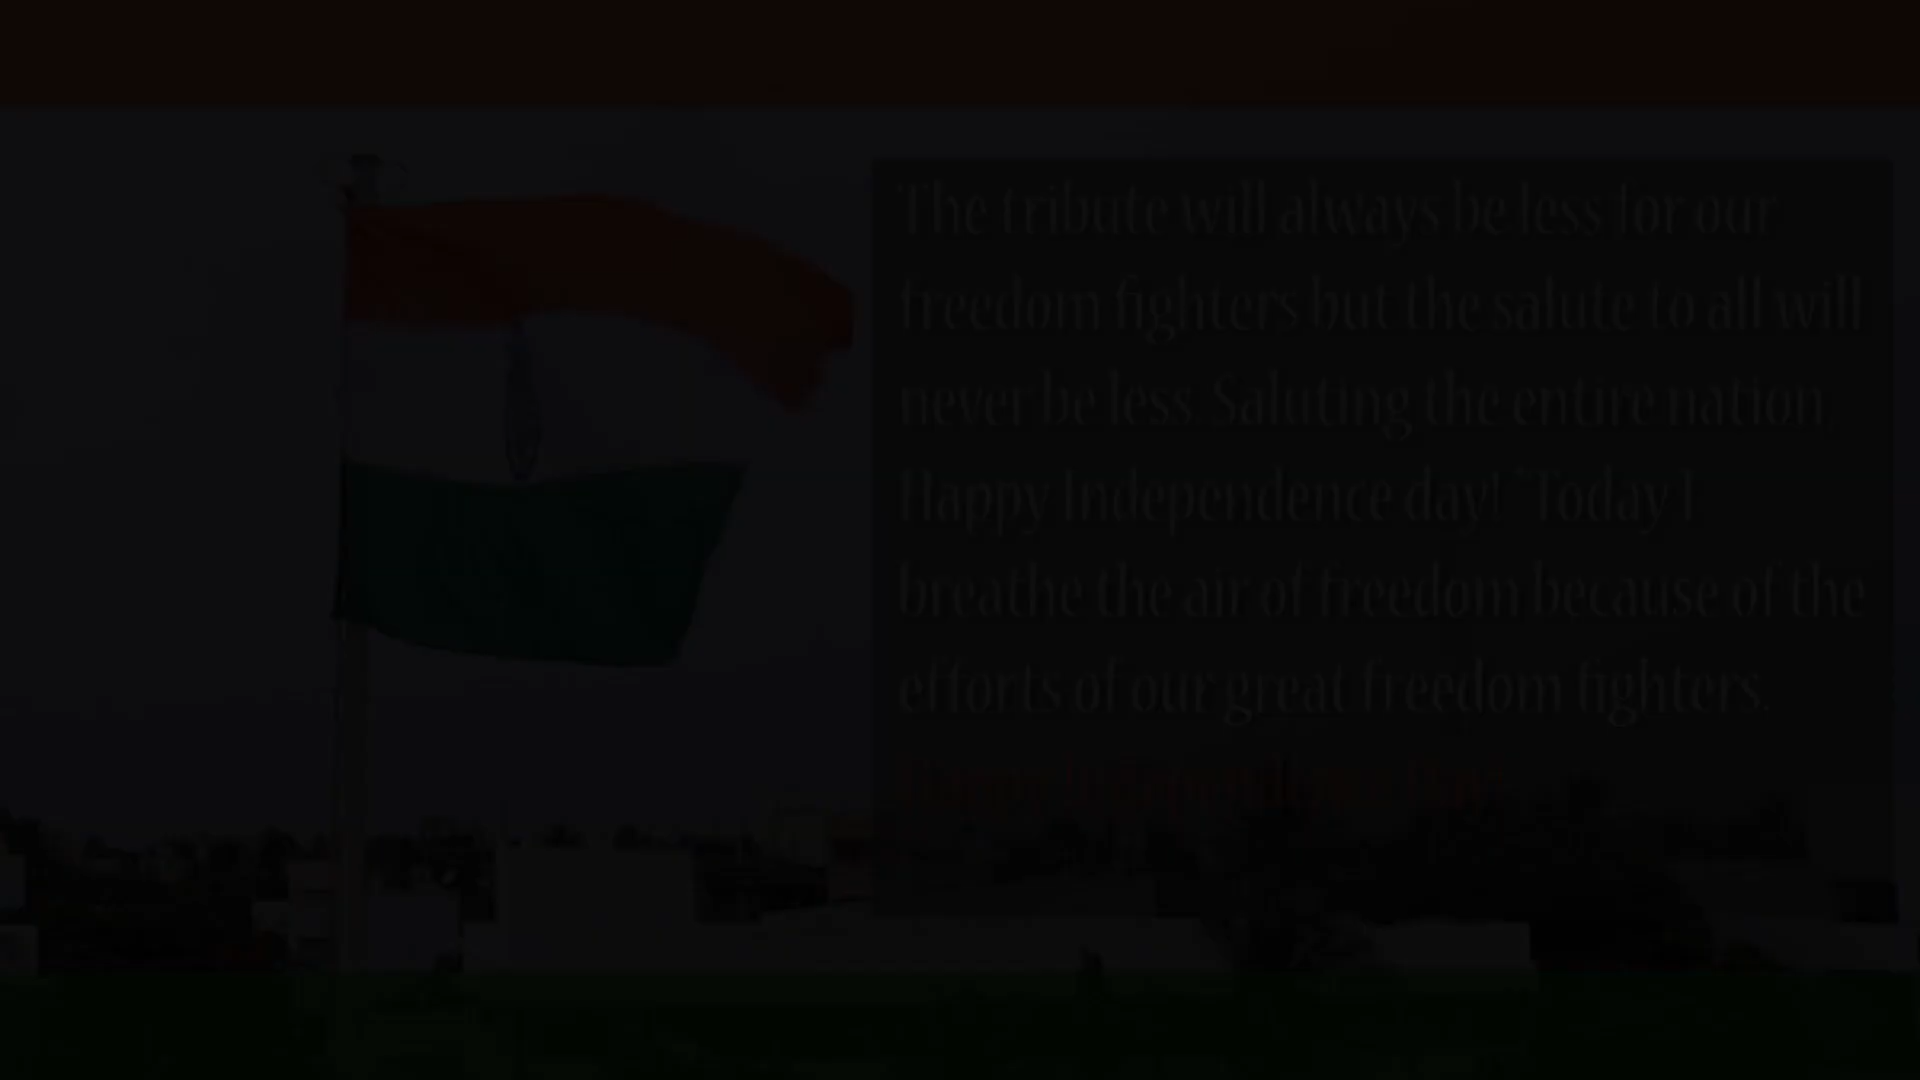 The tribute will always be less for our
freedom fighters but the salute to all will
never be less. Saluting the entire nation,
Happy Independence day! "Today I
breathe the air of freedom because of the
efforts of our great freedom fighters.
Happy Independence Day